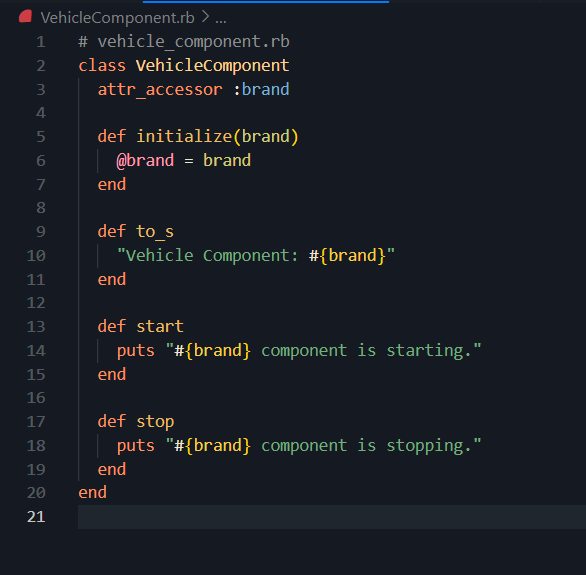 VehicleComponent.rb > ...
1 # vehicle_component.rb
2 class VehicleComponent
3   attr_accessor :brand
4
5   def initialize(brand)
6     @brand = brand
7   end
8
9   def to_s
10     "Vehicle Component: #{brand}"
11   end
12
13   def start
14     puts "#{brand} component is starting."
15   end
16
17   def stop
18     puts "#{brand} component is stopping."
19   end
20 end
21